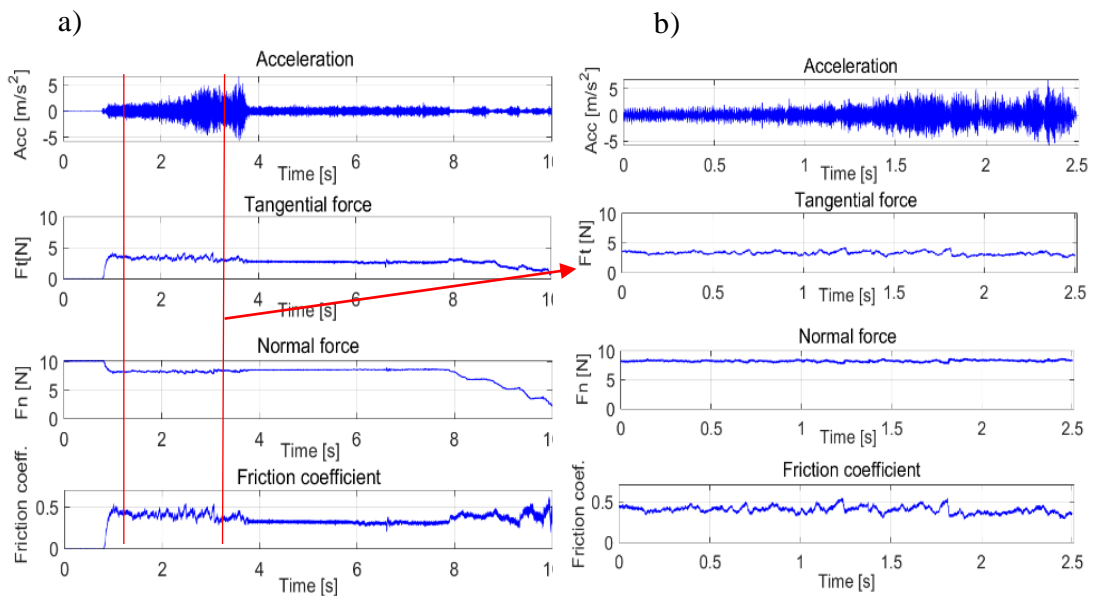 a)
Acceleration
Acc [m/s²]
5
0
-5
0 2 4 6 8 10
Time [s]
Tangential force
Ft[N]
10
5
0
0 2 4 6 8 10
Time [s]
Normal force
Fn [N]
10
5
0
0 2 4 6 8 10
Time [s]
Friction coefficient
Friction coeff.
0.5
0
0 2 4 6 8 10
Time [s]
b)
Acceleration
Acc [m/s²]
5
0
-5
0 0.5 1 1.5 2 2.5
Time [s]
Tangential force
Ft [N]
10
5
0
0 0.5 1 1.5 2 2.5
Time [s]
Normal force
Fn [N]
10
5
0
0 0.5 1 1.5 2 2.5
Time [s]
Friction coefficient
Friction coef.
0.5
0
0 0.5 1 1.5 2 2.5
Time [s]